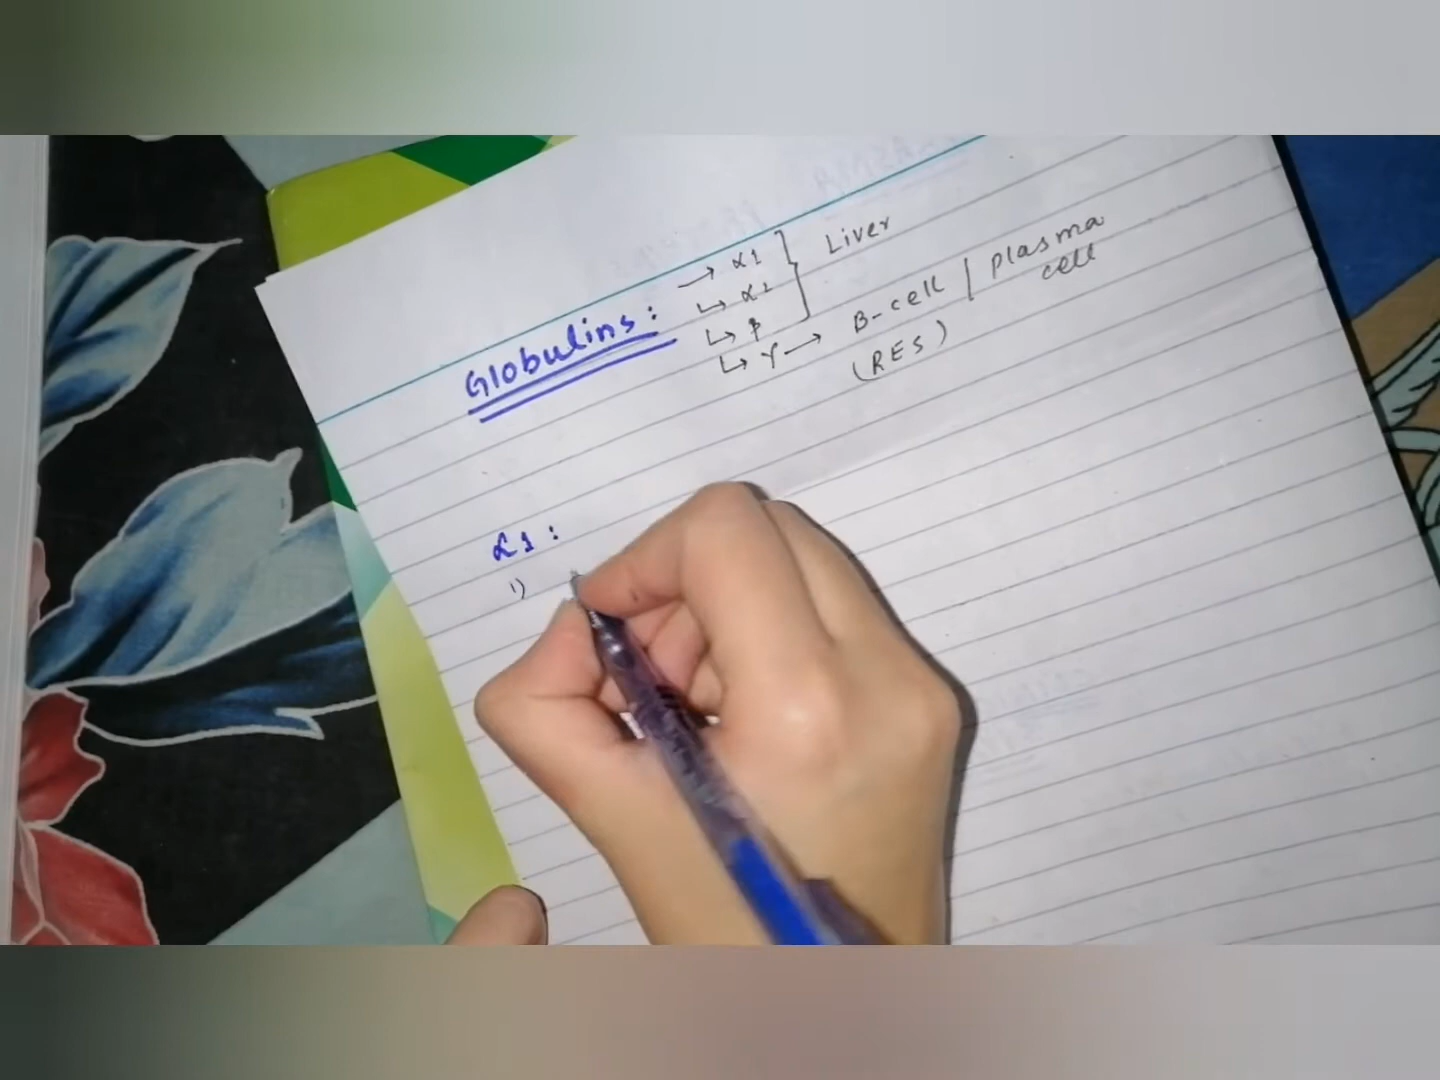 Globulins : → α1 } Liver
↳ α2
↳ β
↳ γ → B-cell / plasma cell
(RES)
α1 :
1)